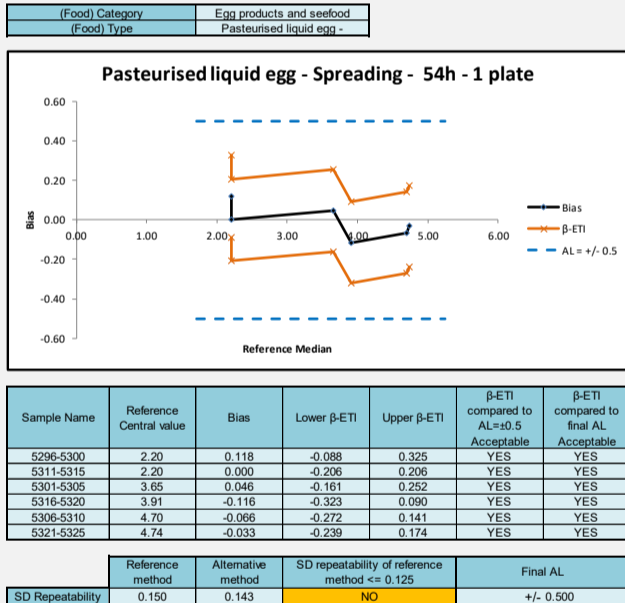 (Food) Category Egg products and seefood
(Food) Type Pasteurised liquid egg -
Pasteurised liquid egg - Spreading - 54h - 1 plate
0.60
0.40
0.20
0.00
0.00 1.00 2.00 3.00 4.00 5.00 6.00
-0.20
-0.40
-0.60
Bias
Reference Median
Bias
β-ETI
AL = +/- 0.5
Sample Name Reference Central value Bias Lower β-ETI Upper β-ETI β-ETI compared to AL=±0.5 Acceptable β-ETI compared to final AL Acceptable
5296-5300 2.20 0.118 -0.088 0.325 YES YES
5311-5315 2.20 0.000 -0.206 0.206 YES YES
5301-5305 3.65 0.046 -0.161 0.252 YES YES
5316-5320 3.91 -0.116 -0.323 0.090 YES YES
5306-5310 4.70 -0.066 -0.272 0.141 YES YES
5321-5325 4.74 -0.033 -0.239 0.174 YES YES
Reference method Alternative method SD repeatability of reference method <= 0.125 Final AL
SD Repeatability 0.150 0.143 NO +/- 0.500